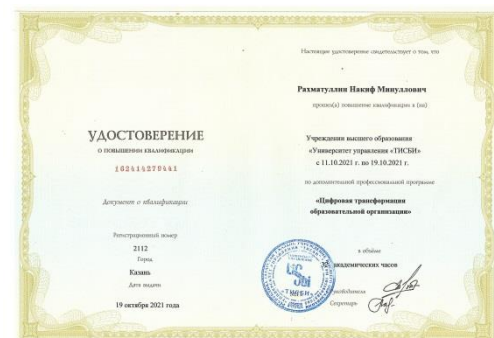 УДОСТОВЕРЕНИЕ
О ПОВЫШЕНИИ КВАЛИФИКАЦИИ
162414279441
Документ о квалификации
Регистрационный номер
2112
Город
Казань
Дата выдачи
19 октября 2021 года
Настоящее удостоверение свидетельствует о том, что
Рахматуллин Накиф Минуллович
прошел(а) повышение квалификации в (на)
Учреждении высшего образования
«Университет управления «ТИСБИ»
с 11.10.2021 г. по 19.10.2021 г.
по дополнительной профессиональной программе
«Цифровая трансформация
образовательной организации»
в объёме
академических часов
Руководитель
Секретарь